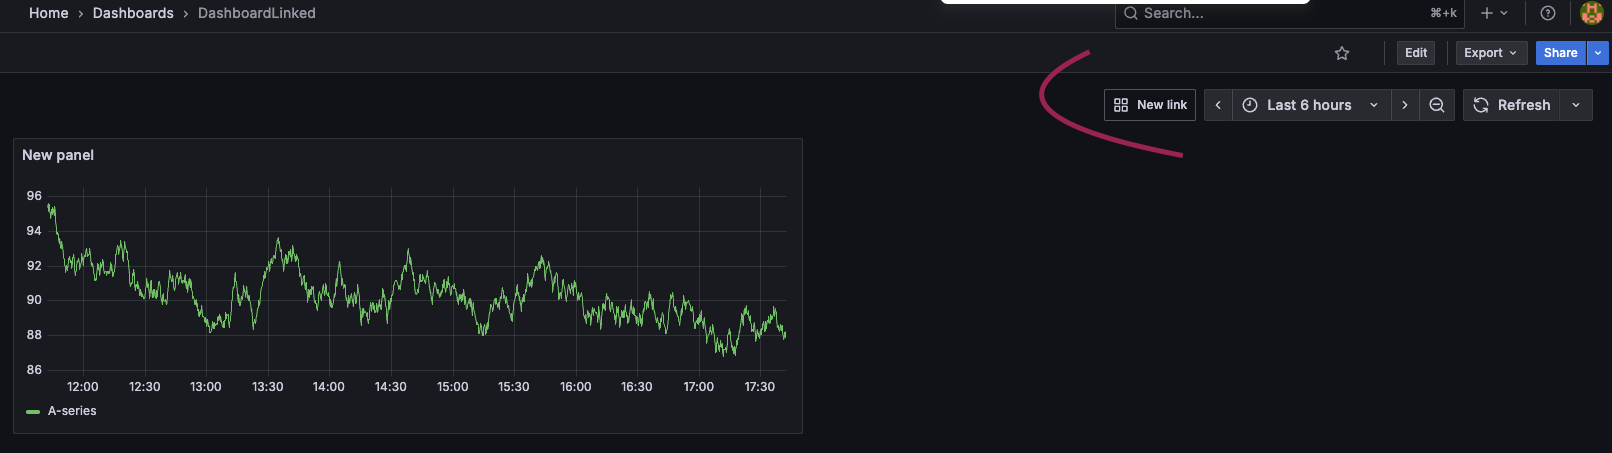 Home › Dashboards › DashboardLinked
Search... ⌘+k
Edit Export Share
New link Last 6 hours Refresh
New panel
96
94
92
90
88
86
12:00 12:30 13:00 13:30 14:00 14:30 15:00 15:30 16:00 16:30 17:00 17:30
A-series